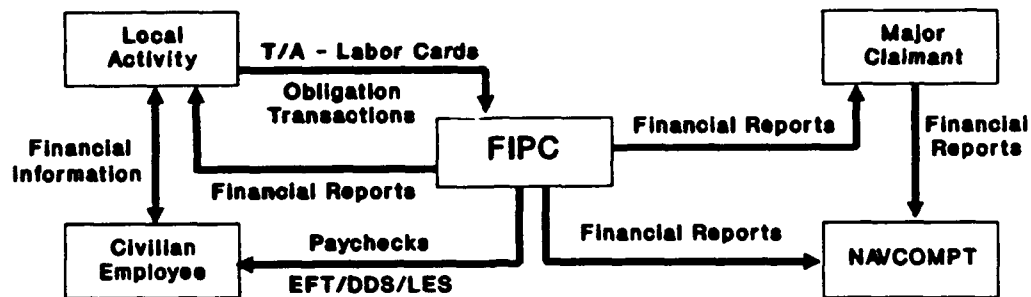 Local
Activity
T/A - Labor Cards
Obligation
Transactions
Major
Claimant
FIPC
Financial Reports
Financial
Reports
Financial
Information
Financial Reports
Civilian
Employee
Paychecks
EFT/DDS/LES
Financial Reports
NAVCOMPT